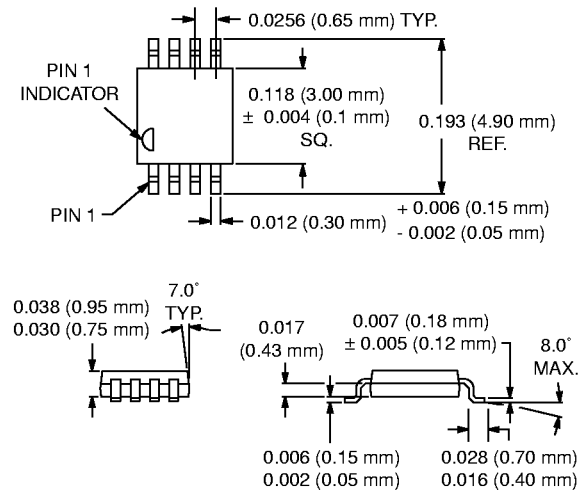 0.0256 (0.65 mm) TYP.
PIN 1
INDICATOR
0.118 (3.00 mm)
± 0.004 (0.1 mm)
SQ.
0.193 (4.90 mm)
REF.
PIN 1
0.012 (0.30 mm)
+ 0.006 (0.15 mm)
- 0.002 (0.05 mm)
0.038 (0.95 mm)
0.030 (0.75 mm)
7.0°
TYP.
0.017
(0.43 mm)
0.007 (0.18 mm)
± 0.005 (0.12 mm)
8.0°
MAX.
0.006 (0.15 mm)
0.002 (0.05 mm)
0.028 (0.70 mm)
0.016 (0.40 mm)